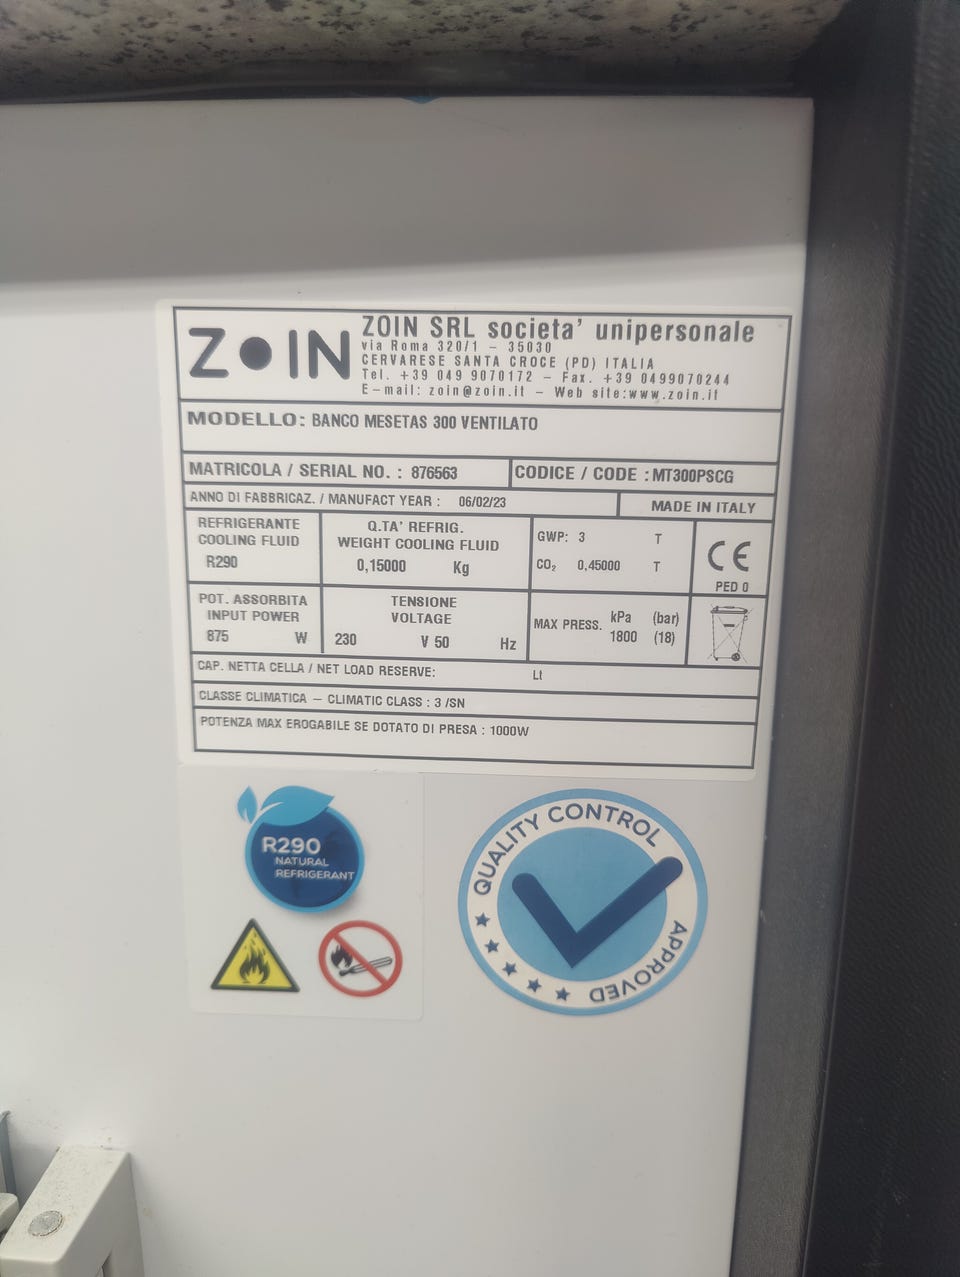 ZOIN
ZOIN SRL societa' unipersonale
via Roma 320/1 - 35030
CERVARESE SANTA CROCE (PD) ITALIA
Tel. +39 049 9070172 - Fax. +39 0499070244
E-mail: zoin@zoin.it - Web site:www.zoin.it
MODELLO: BANCO MESETAS 300 VENTILATO
MATRICOLA / SERIAL NO. : 876563
CODICE / CODE : MT300PSCG
ANNO DI FABBRICAZ. / MANUFACT YEAR : 06/02/23
MADE IN ITALY
REFRIGERANTE
COOLING FLUID
R290
Q.TA' REFRIG.
WEIGHT COOLING FLUID
0,15000 Kg
GWP: 3 T
CO₂ 0,45000 T
CE
PED 0
POT. ASSORBITA
INPUT POWER
875 W
TENSIONE
VOLTAGE
230 V 50 Hz
MAX PRESS. kPa (bar)
1800 (18)
CAP. NETTA CELLA / NET LOAD RESERVE: Lt
CLASSE CLIMATICA - CLIMATIC CLASS : 3 /SN
POTENZA MAX EROGABILE SE DOTATO DI PRESA : 1000W
R290
NATURAL
REFRIGERANT
QUALITY CONTROL
APPROVED